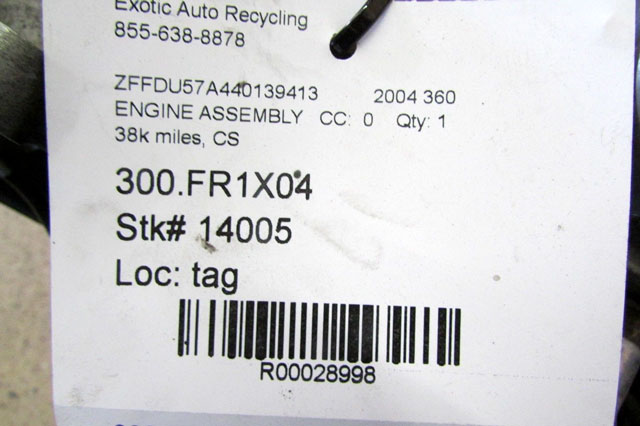 Exotic Auto Recycling
855-638-8878
ZFFDU57A440139413 2004 360
ENGINE ASSEMBLY CC: 0 Qty: 1
38k miles, CS
300.FR1X04
Stk# 14005
Loc: tag
R00028998